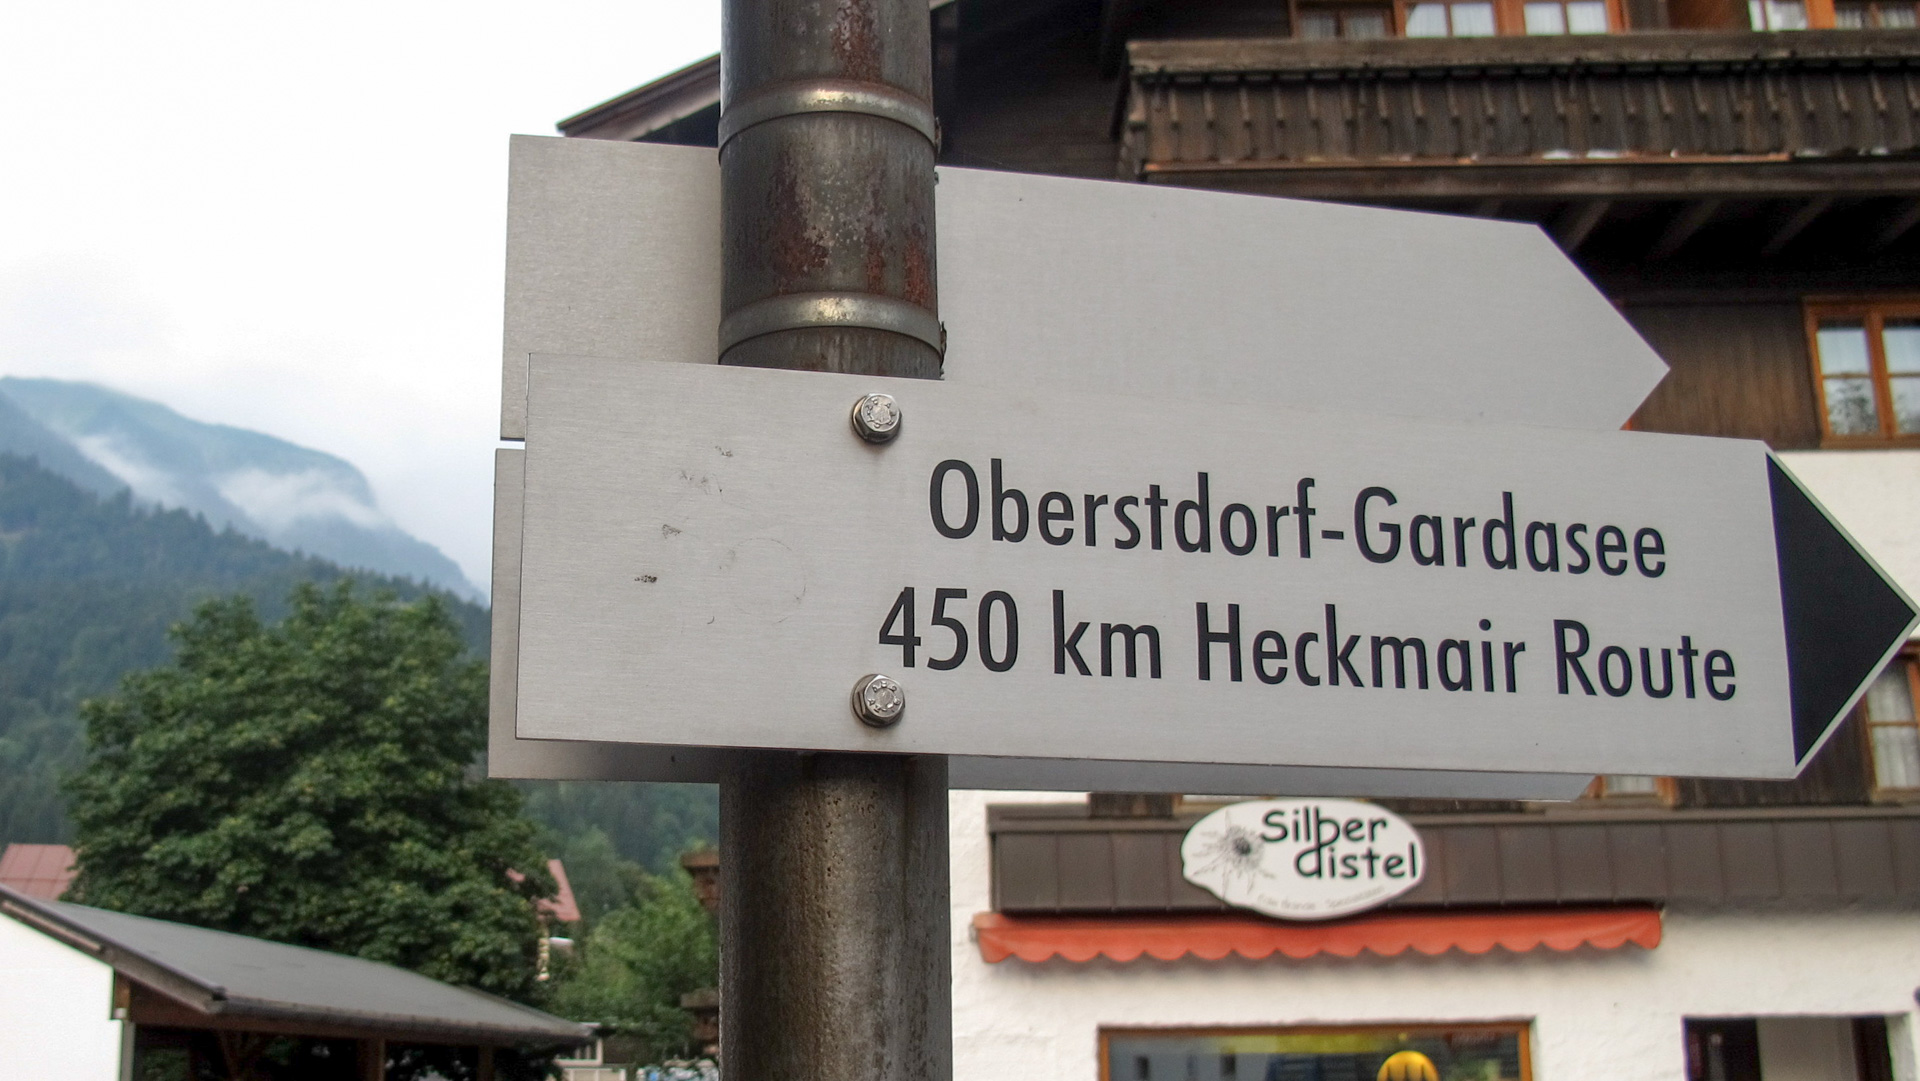 Oberstdorf-Gardasee
450 km Heckmair Route
Silber
distel